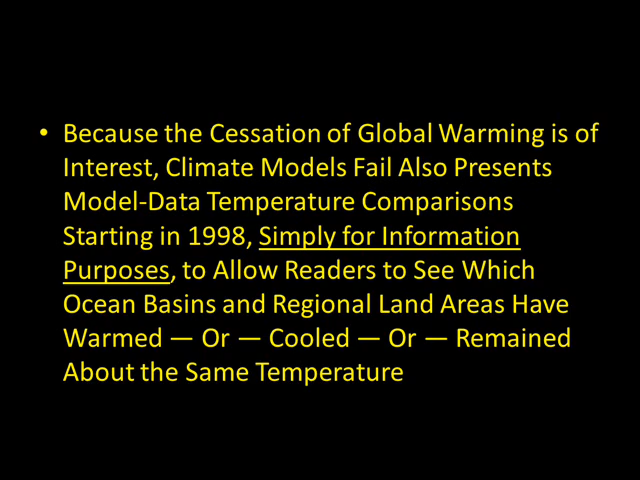 • Because the Cessation of Global Warming is of
Interest, Climate Models Fail Also Presents
Model-Data Temperature Comparisons
Starting in 1998, Simply for Information
Purposes, to Allow Readers to See Which
Ocean Basins and Regional Land Areas Have
Warmed — Or — Cooled — Or — Remained
About the Same Temperature